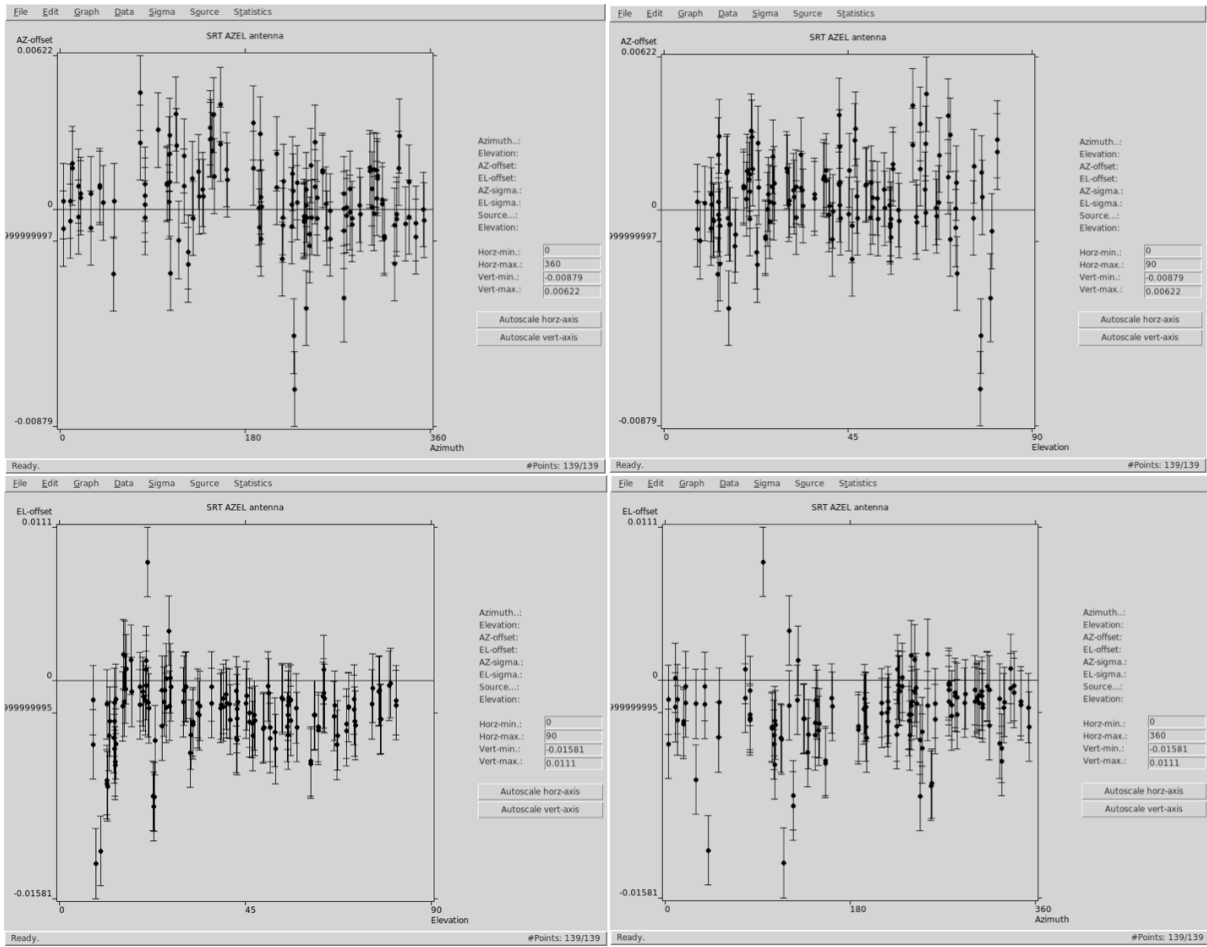 File Edit Graph Data Sigma Source Statistics
SRT AZEL antenna
AZ-offset
0.00622
0
999999997
-0.00879
0 180 360
Azimuth
Azimuth..:
Elevation:
AZ-offset:
EL-offset:
AZ-sigma.:
EL-sigma.:
Source...:
Elevation:
Horz-min.: 0
Horz-max.: 360
Vert-min.: -0.00879
Vert-max.: 0.00622
Autoscale horz-axis
Autoscale vert-axis
Ready. #Points: 139/139
File Edit Graph Data Sigma Source Statistics
SRT AZEL antenna
AZ-offset
0.00622
0
999999997
-0.00879
0 45 90
Elevation
Azimuth..:
Elevation:
AZ-offset:
EL-offset:
AZ-sigma.:
EL-sigma.:
Source...:
Elevation:
Horz-min.: 0
Horz-max.: 90
Vert-min.: -0.00879
Vert-max.: 0.00622
Autoscale horz-axis
Autoscale vert-axis
Ready. #Points: 139/139
File Edit Graph Data Sigma Source Statistics
SRT AZEL antenna
EL-offset
0.0111
0
999999995
-0.01581
0 45 90
Elevation
Azimuth..:
Elevation:
AZ-offset:
EL-offset:
AZ-sigma.:
EL-sigma.:
Source...:
Elevation:
Horz-min.: 0
Horz-max.: 90
Vert-min.: -0.01581
Vert-max.: 0.0111
Autoscale horz-axis
Autoscale vert-axis
Ready. #Points: 139/139
File Edit Graph Data Sigma Source Statistics
SRT AZEL antenna
EL-offset
0.0111
0
999999995
-0.01581
0 180 360
Azimuth
Azimuth..:
Elevation:
AZ-offset:
EL-offset:
AZ-sigma.:
EL-sigma.:
Source...:
Elevation:
Horz-min.: 0
Horz-max.: 360
Vert-min.: -0.01581
Vert-max.: 0.0111
Autoscale horz-axis
Autoscale vert-axis
Ready. #Points: 139/139